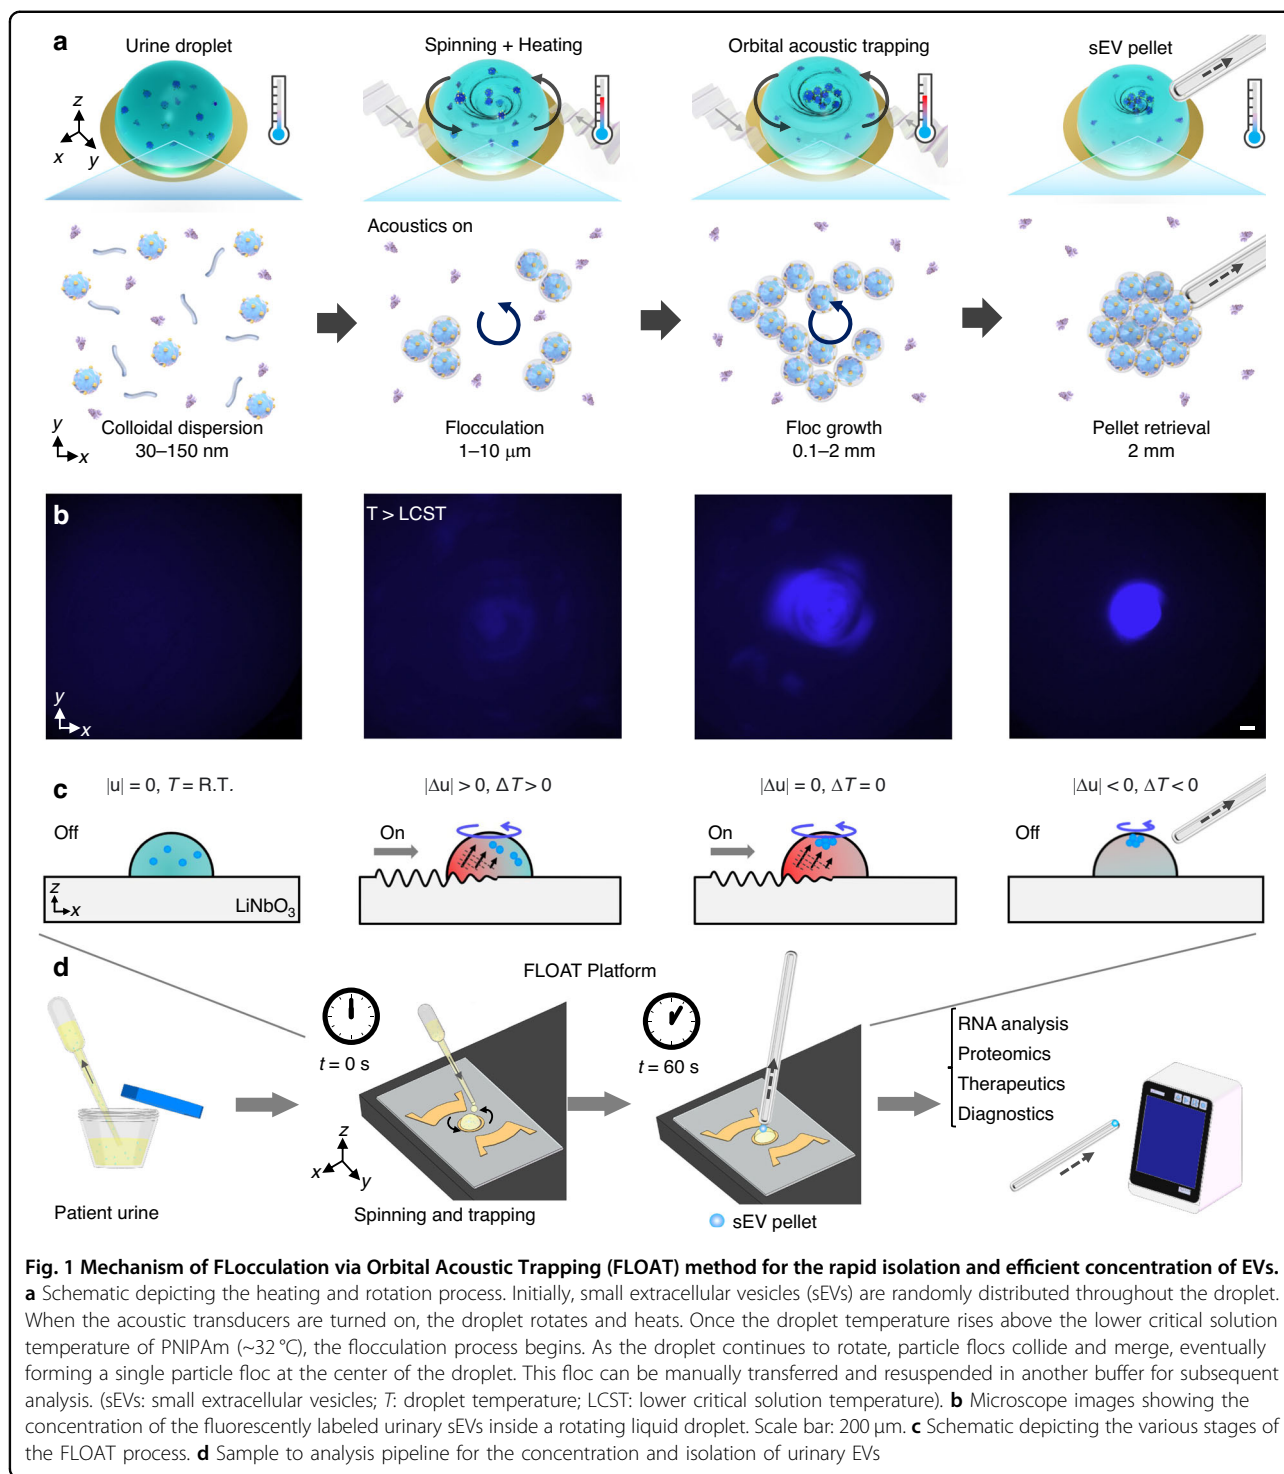 a
Urine droplet
Spinning + Heating
Orbital acoustic trapping
sEV pellet
z
x
y
Acoustics on
y
x
Colloidal dispersion
30–150 nm
Flocculation
1–10 μm
Floc growth
0.1–2 mm
Pellet retrieval
2 mm
b
T > LCST
y
x
c
|u| = 0, T = R.T.
|Δu| > 0, ΔT > 0
|Δu| = 0, ΔT = 0
|Δu| < 0, ΔT < 0
Off
On
On
Off
z
x
LiNbO3
d
FLOAT Platform
t = 0 s
t = 60 s
RNA analysis
Proteomics
Therapeutics
Diagnostics
z
x
y
Patient urine
Spinning and trapping
sEV pellet
Fig. 1 Mechanism of FLocculation via Orbital Acoustic Trapping (FLOAT) method for the rapid isolation and efficient concentration of EVs.
a Schematic depicting the heating and rotation process. Initially, small extracellular vesicles (sEVs) are randomly distributed throughout the droplet.
When the acoustic transducers are turned on, the droplet rotates and heats. Once the droplet temperature rises above the lower critical solution
temperature of PNIPAm (~32 °C), the flocculation process begins. As the droplet continues to rotate, particle flocs collide and merge, eventually
forming a single particle floc at the center of the droplet. This floc can be manually transferred and resuspended in another buffer for subsequent
analysis. (sEVs: small extracellular vesicles; T: droplet temperature; LCST: lower critical solution temperature). b Microscope images showing the
concentration of the fluorescently labeled urinary sEVs inside a rotating liquid droplet. Scale bar: 200 μm. c Schematic depicting the various stages of
the FLOAT process. d Sample to analysis pipeline for the concentration and isolation of urinary EVs